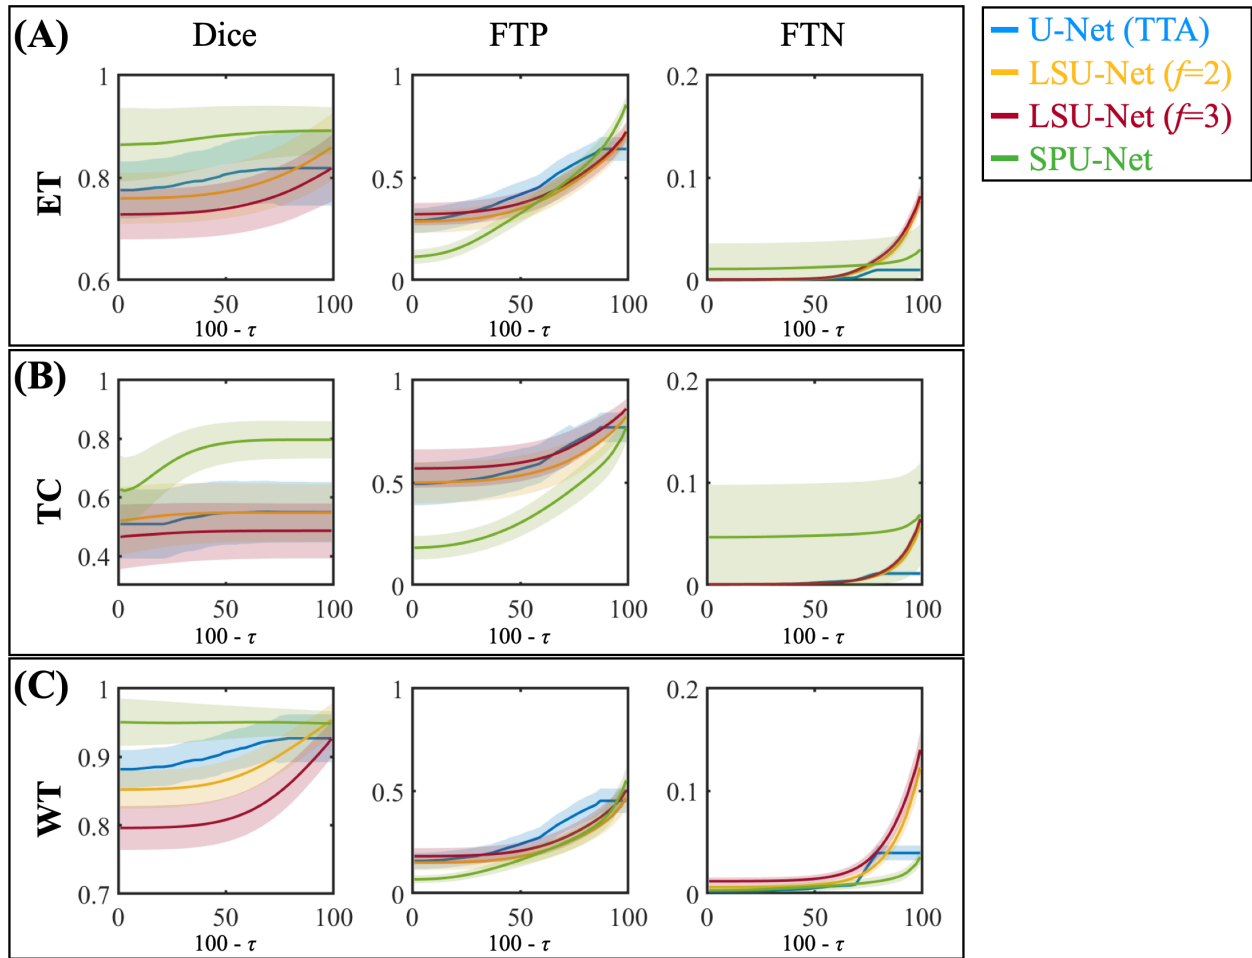 (A) Dice FTP FTN
U-Net (TTA)
LSU-Net (f=2)
LSU-Net (f=3)
SPU-Net
ET
1
0.8
0.6
0 50 100
100 - τ
1
0.5
0
0 50 100
100 - τ
0.2
0.1
0
0 50 100
100 - τ
(B)
TC
1
0.8
0.6
0.4
0 50 100
100 - τ
1
0.5
0
0 50 100
100 - τ
0.2
0.1
0
0 50 100
100 - τ
(C)
WT
1
0.9
0.8
0.7
0 50 100
100 - τ
1
0.5
0
0 50 100
100 - τ
0.2
0.1
0
0 50 100
100 - τ